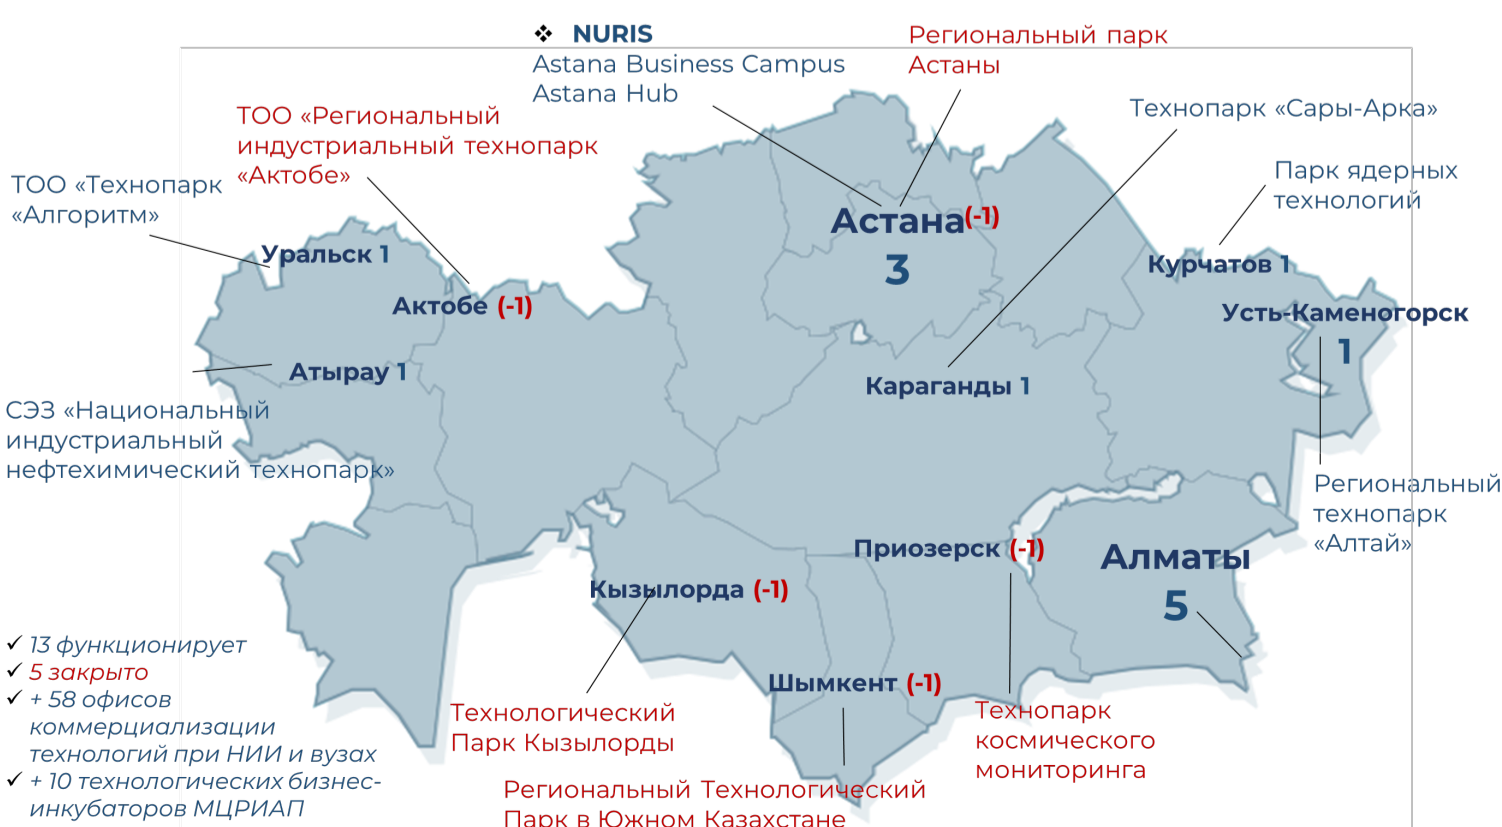 ❖ NURIS
Astana Business Campus
Astana Hub
Региональный парк
Астаны
ТОО «Региональный
индустриальный технопарк
«Актобе»
Технопарк «Сары-Арка»
Парк ядерных
технологий
ТОО «Технопарк
«Алгоритм»
Астана (-1)
3
Уральск 1
Курчатов 1
Актобе (-1)
Усть-Каменогорск
1
Атырау 1
Караганды 1
СЭЗ «Национальный
индустриальный
нефтехимический технопарк»
Региональный
технопарк
«Алтай»
Приозерск (-1)
Алматы
5
Кызылорда (-1)
Шымкент (-1)
✓ 13 функционирует
✓ 5 закрыто
✓ + 58 офисов
коммерциализации
технологий при НИИ и вузах
✓ + 10 технологических бизнес-
инкубаторов МЦРИАП
Технологический
Парк Кызылорды
Технопарк
космического
мониторинга
Региональный Технологический
Парк в Южном Казахстане